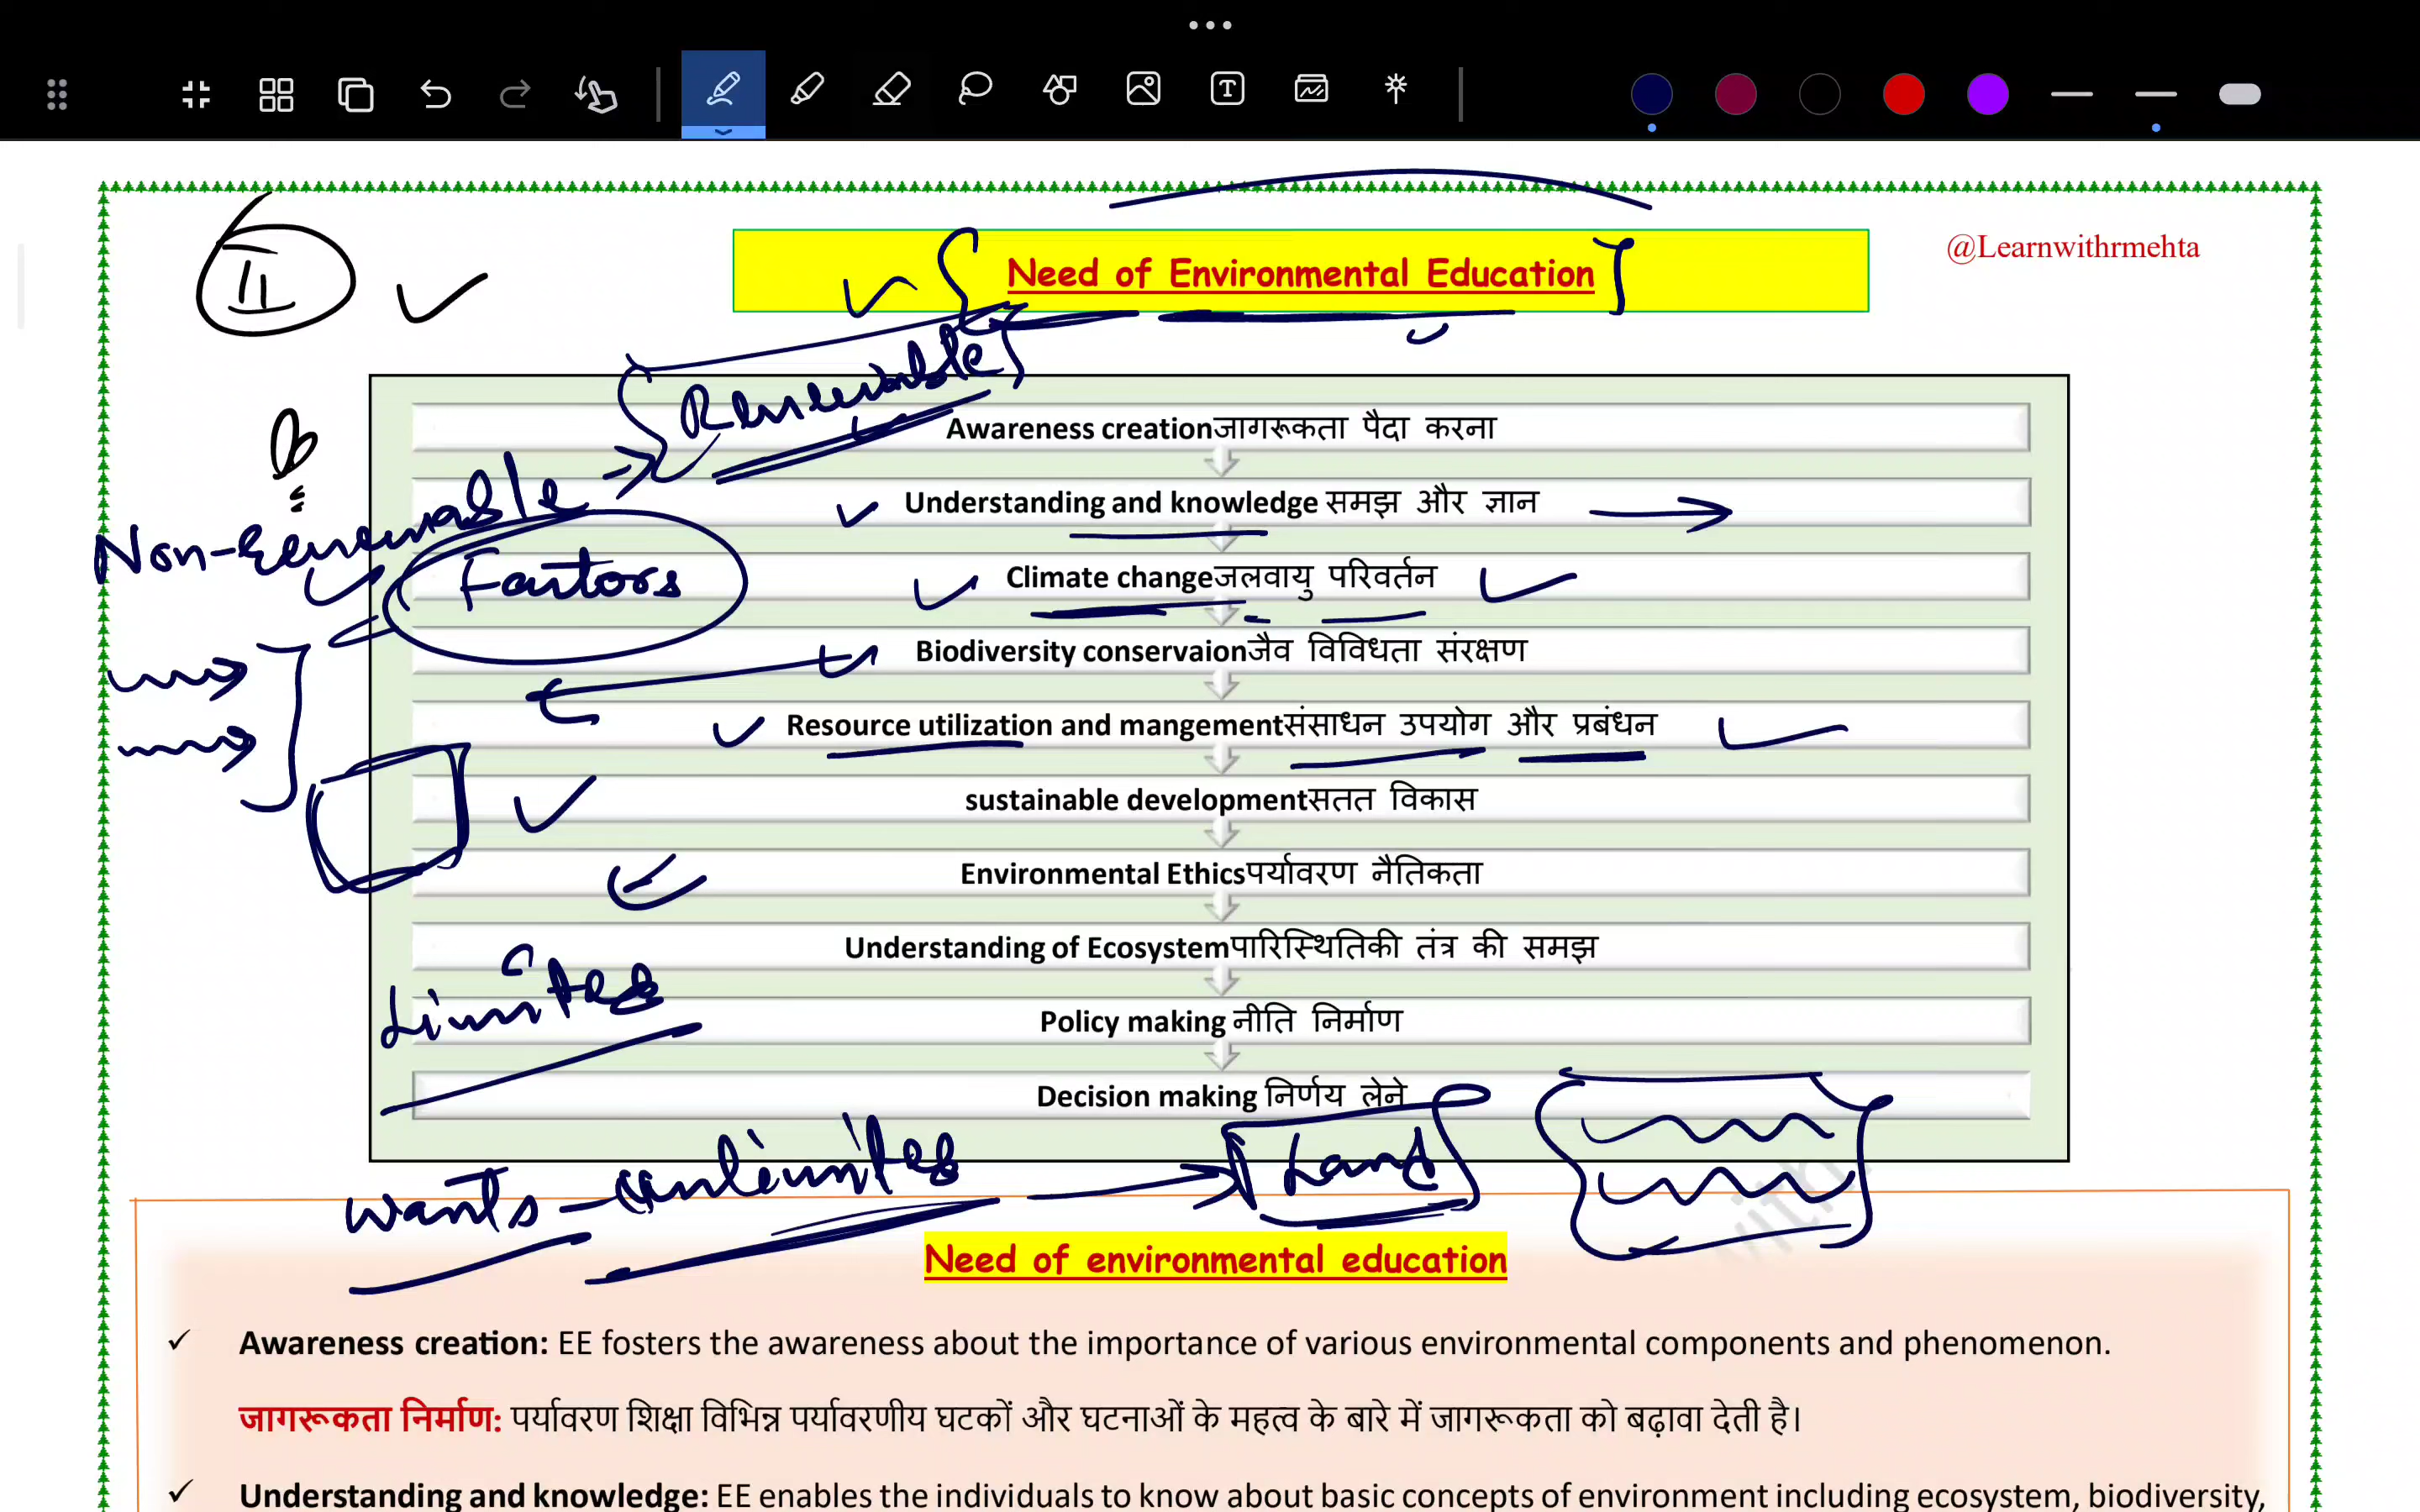 II
Need of Environmental Education
@Learnwithrmehta
Renewable
Awareness creationजागरूकता पैदा करना
Non-Renewable
Understanding and knowledge समझ और ज्ञान
Factors
Climate changeजलवायु परिवर्तन
Biodiversity conservaionजैव विविधता संरक्षण
Resource utilization and mangementसंसाधन उपयोग और प्रबंधन
sustainable developmentसतत विकास
Environmental Ethicsपर्यावरण नैतिकता
Understanding of Ecosystemपारिस्थितिकी तंत्र की समझ
Limited
Policy making नीति निर्माण
Decision making निर्णय लेने
wants - unlimited
Land
with
Need of environmental education
✓ Awareness creation: EE fosters the awareness about the importance of various environmental components and phenomenon.
जागरूकता निर्माण: पर्यावरण शिक्षा विभिन्न पर्यावरणीय घटकों और घटनाओं के महत्व के बारे में जागरूकता को बढ़ावा देती है।
✓ Understanding and knowledge: EE enables the individuals to know about basic concepts of environment including ecosystem, biodiversity,